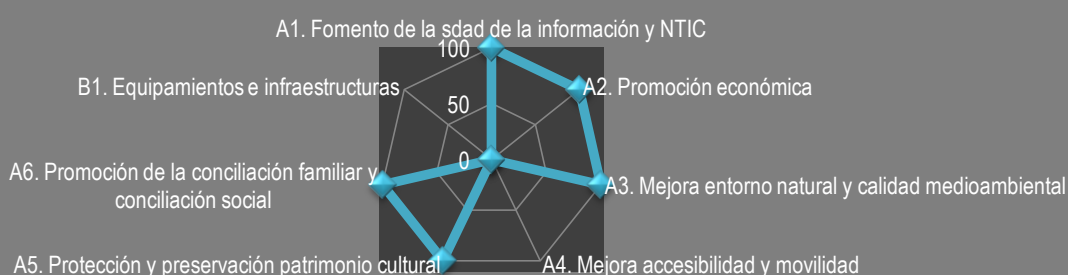 A1. Fomento de la sdad de la información y NTIC
100
B1. Equipamientos e infraestructuras
A2. Promoción económica
50
0
A6. Promoción de la conciliación familiar y
conciliación social
A3. Mejora entorno natural y calidad medioambiental
A5. Protección y preservación patrimonio cultural
A4. Mejora accesibilidad y movilidad